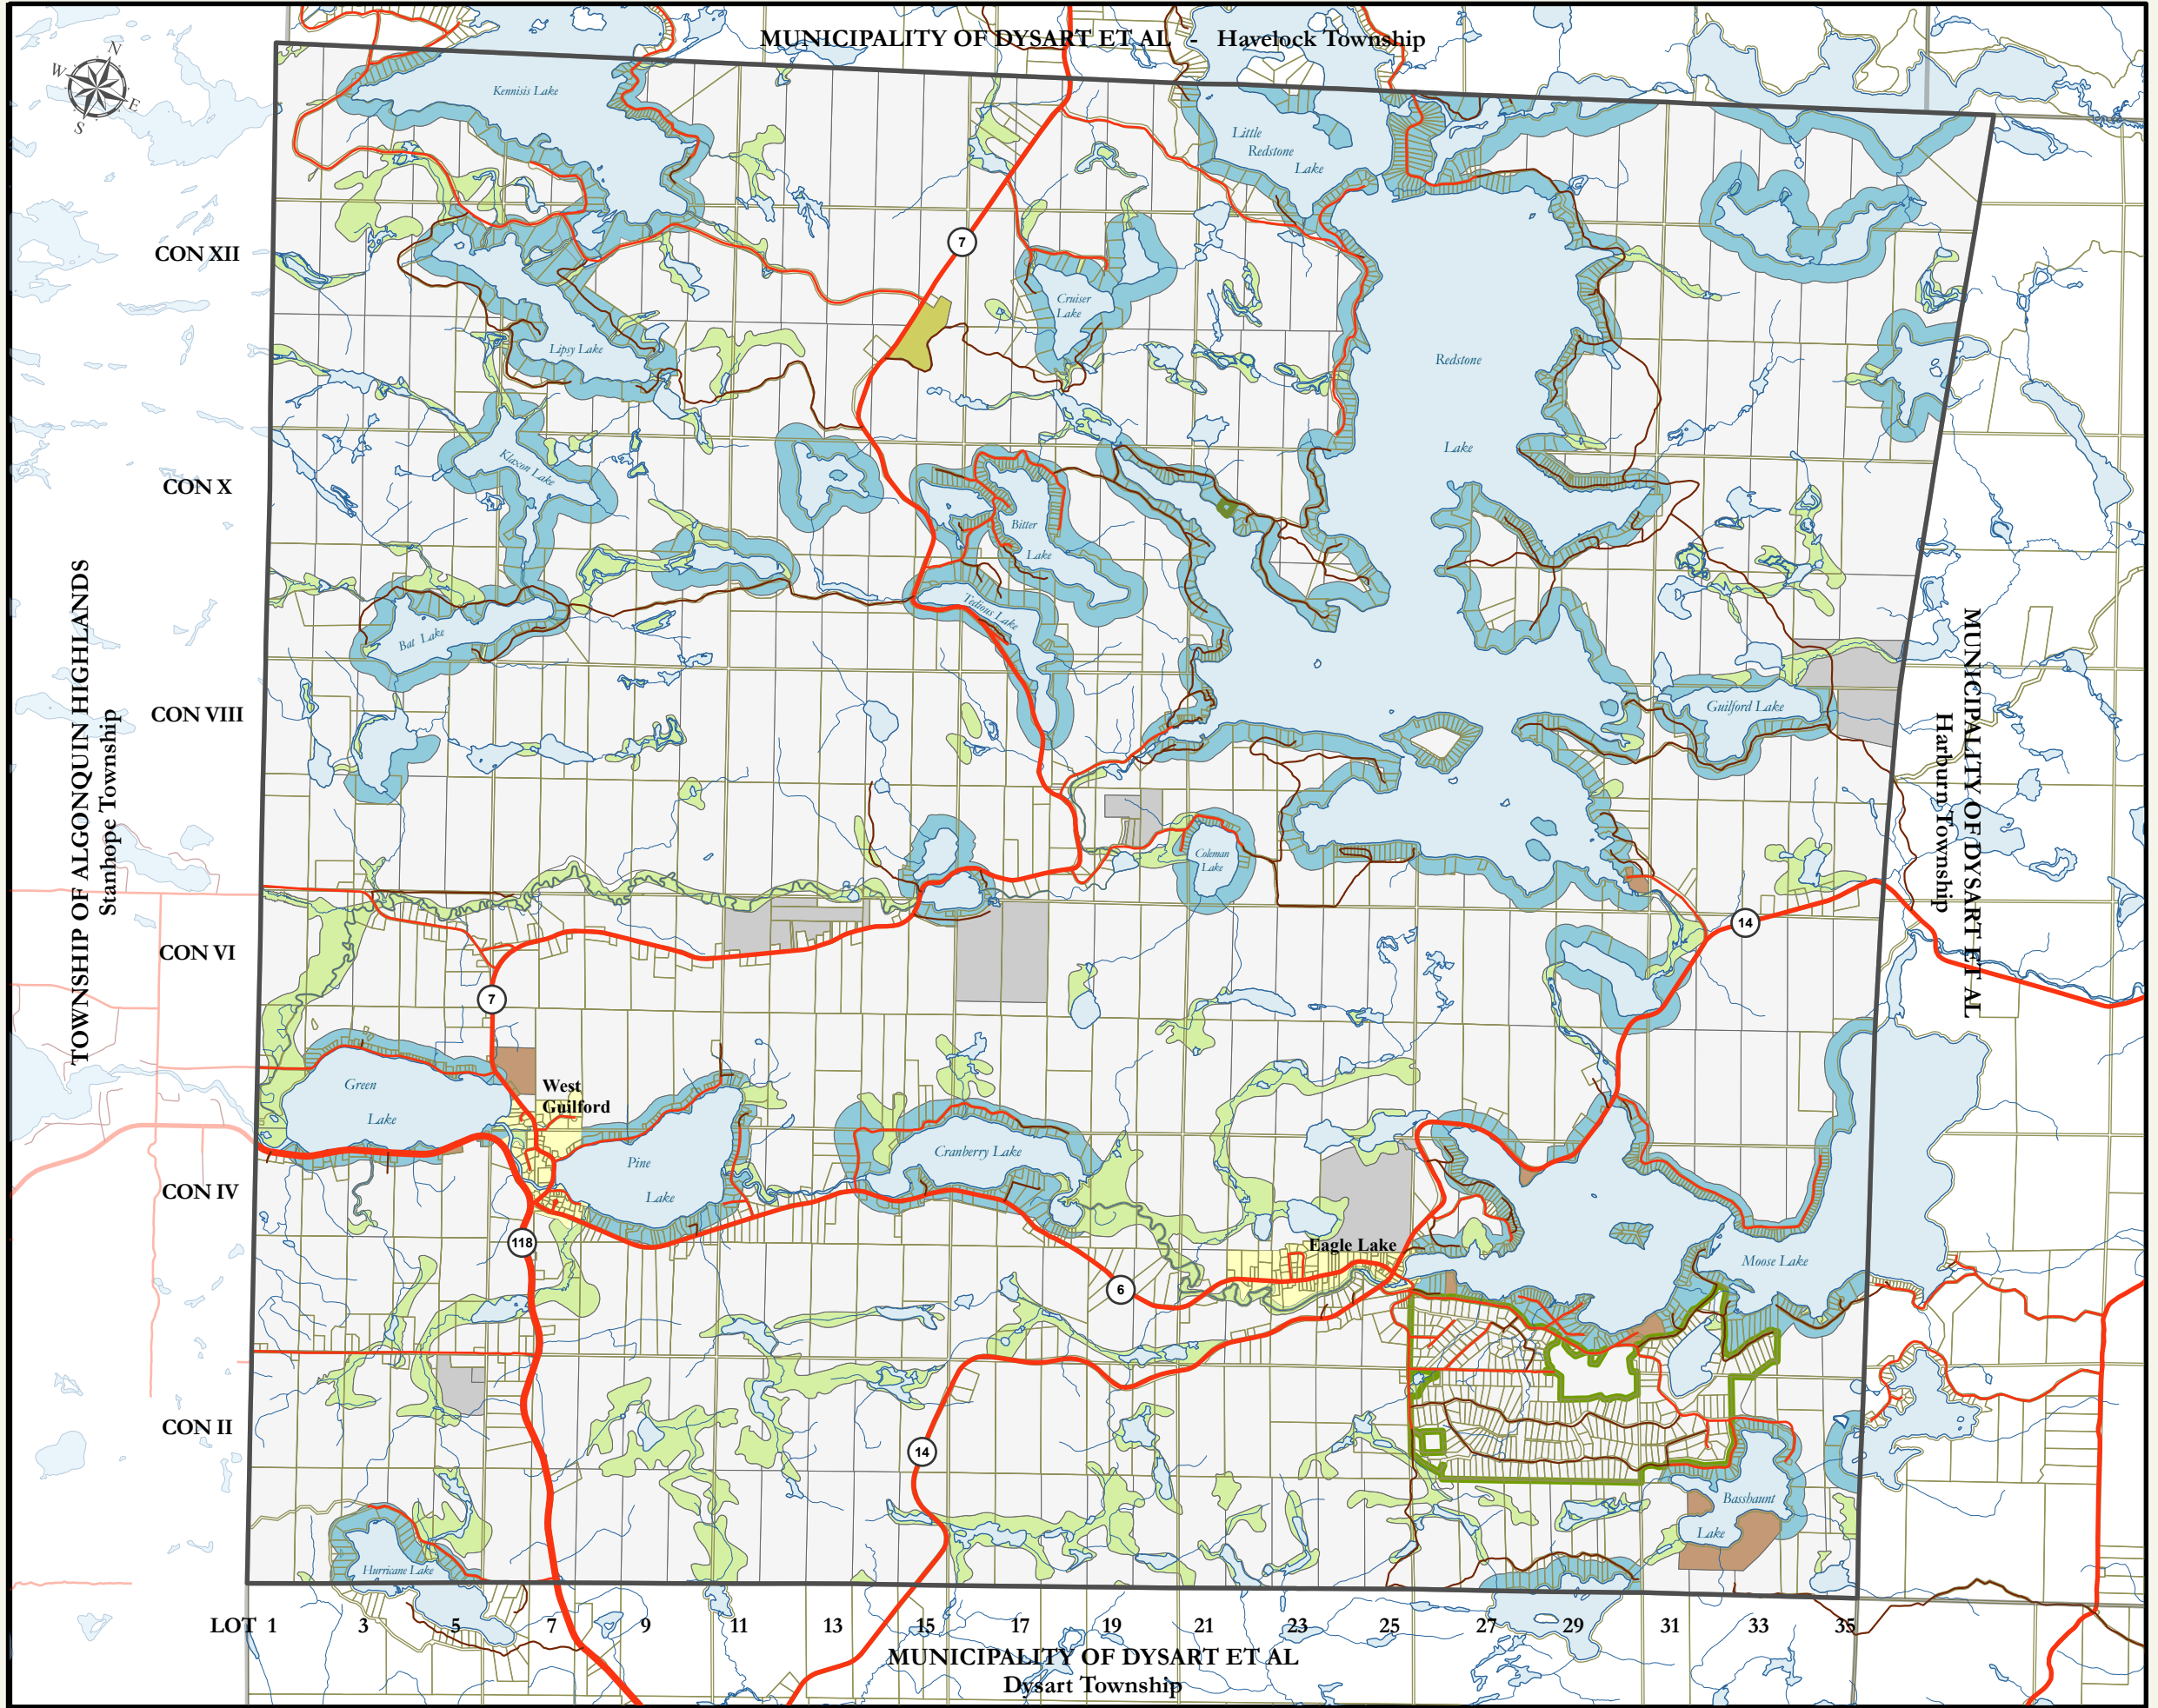 MUNICIPALITY OF DYSART ET AL - Havelock Township
N
W
E
S
Kennisis Lake
Little
Redstone
Lake
CON XII
7
Cruiser
Lake
Lipsy Lake
Redstone
Lake
Klaxon Lake
CON X
Bitter
Lake
Tedious Lake
Bat Lake
TOWNSHIP OF ALGONQUIN HIGHLANDS
Stanhope Township
MUNICIPALITY OF DYSART ET AL
Harburn Township
CON VIII
Guilford Lake
Coleman
Lake
14
CON VI
7
Green
Lake
West
Guilford
Pine
Lake
Cranberry Lake
CON IV
118
Eagle Lake
Moose Lake
6
CON II
14
Basshaunt
Lake
Hurricane Lake
LOT 1 3 5 7 9 11 13 15 17 19 21 23 25 27 29 31 33 35
MUNICIPALITY OF DYSART ET AL
Dysart Township